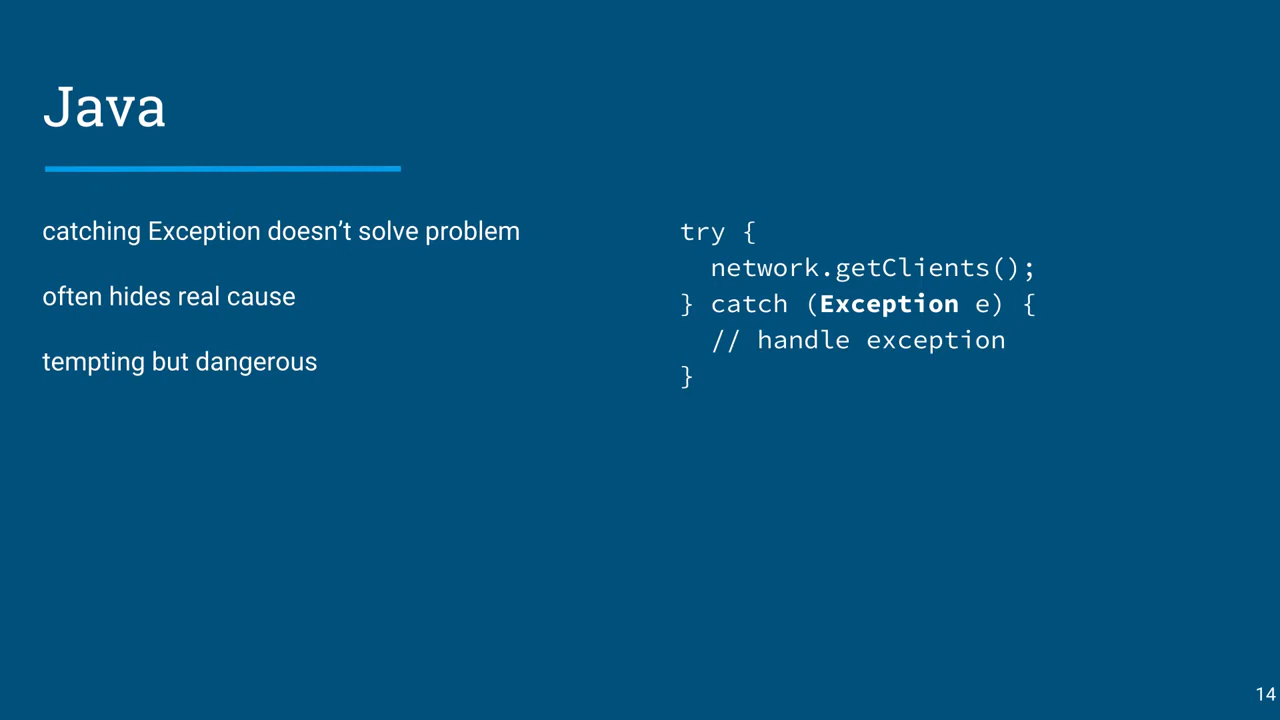 Java
catching Exception doesn’t solve problem
often hides real cause
tempting but dangerous
try {
  network.getClients();
} catch (Exception e) {
  // handle exception
}
14